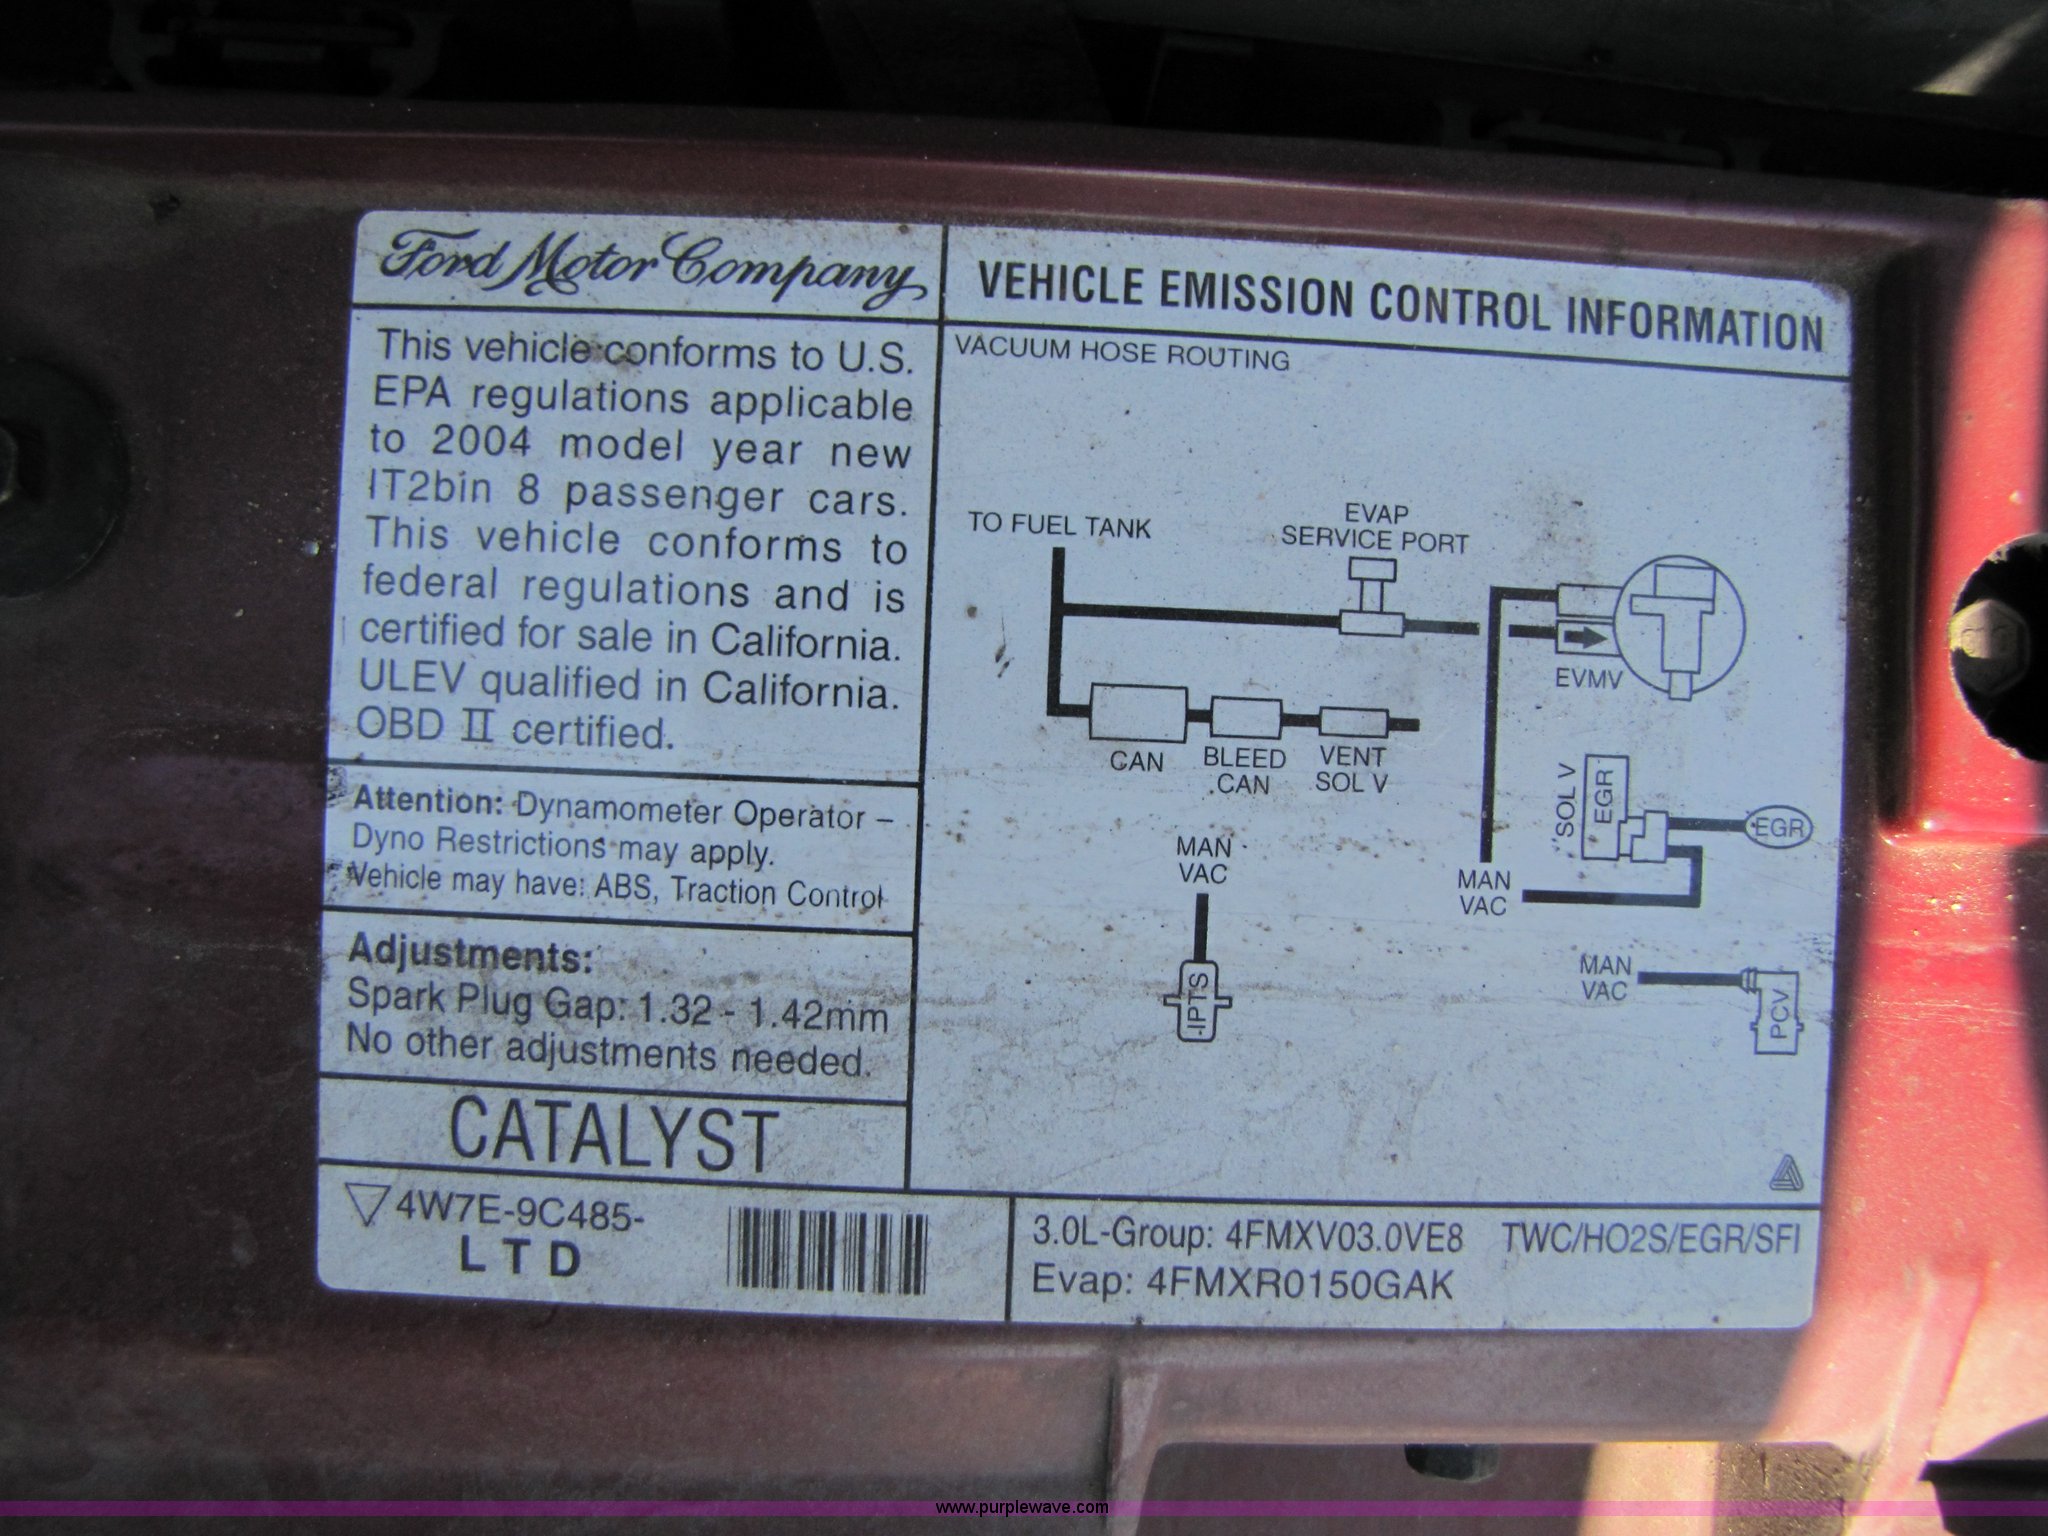 Ford Motor Company
VEHICLE EMISSION CONTROL INFORMATION
This vehicle conforms to U.S.
EPA regulations applicable
to 2004 model year new
IT2bin 8 passenger cars.
This vehicle conforms to
federal regulations and is
certified for sale in California.
ULEV qualified in California.
OBD II certified.
Attention: Dynamometer Operator –
Dyno Restrictions may apply.
Vehicle may have: ABS, Traction Control
Adjustments:
Spark Plug Gap: 1.32 - 1.42mm
No other adjustments needed.
CATALYST
4W7E-9C485-
LTD
VACUUM HOSE ROUTING
TO FUEL TANK
EVAP
SERVICE PORT
EVMV
CAN
BLEED
CAN
VENT
SOL V
SOL V
EGR
EGR
MAN
VAC
MAN
VAC
IPTS
MAN
VAC
PCV
3.0L-Group: 4FMXV03.0VE8 TWC/HO2S/EGR/SFI
Evap: 4FMXR0150GAK
www.purplewave.com